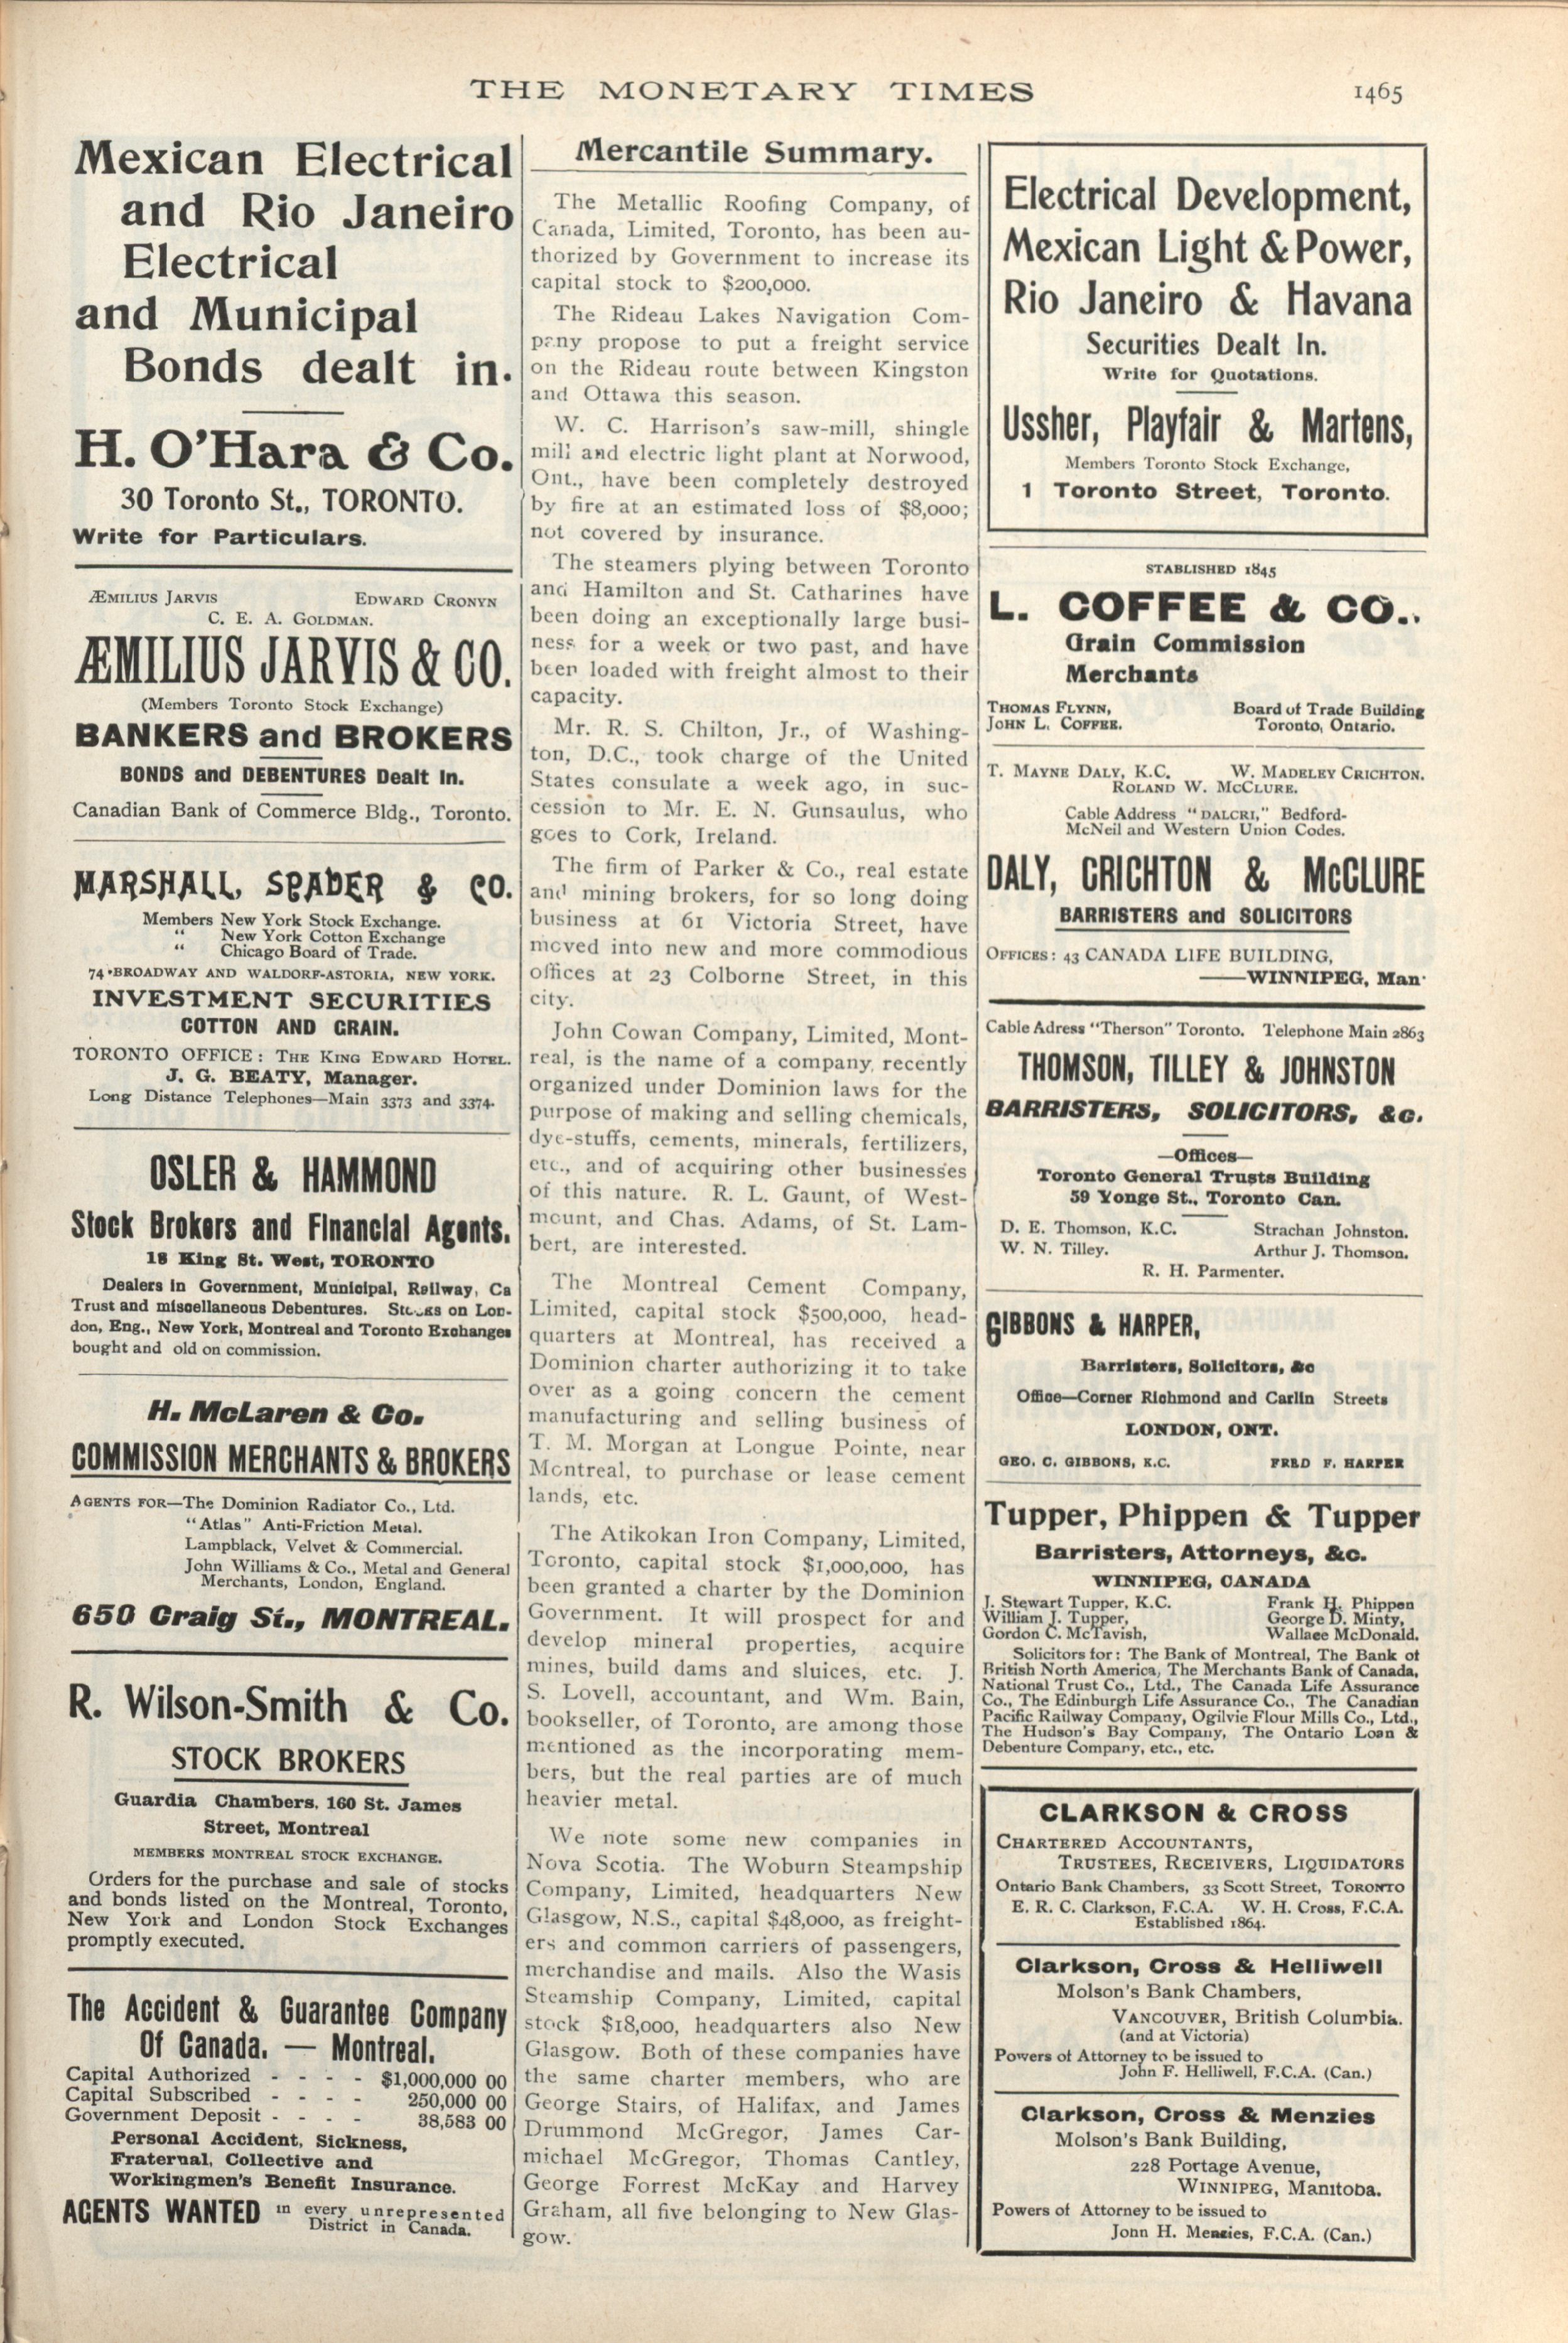 THE MONETARY TIMES 1465
Mexican Electrical
and Rio Janeiro
Electrical
and Municipal
Bonds dealt in.
H. O'Hara & Co.
30 Toronto St., TORONTO.
Write for Particulars.
ÆMILIUS JARVIS EDWARD CRONYN
C. E. A. GOLDMAN.
ÆMILIUS JARVIS & CO.
(Members Toronto Stock Exchange)
BANKERS and BROKERS
BONDS and DEBENTURES Dealt in.
Canadian Bank of Commerce Bldg., Toronto.
MARSHALL, SPADER & CO.
Members New York Stock Exchange.
" New York Cotton Exchange
" Chicago Board of Trade.
74 BROADWAY AND WALDORF-ASTORIA, NEW YORK.
INVESTMENT SECURITIES
COTTON AND GRAIN.
TORONTO OFFICE: THE KING EDWARD HOTEL.
J. G. BEATY, Manager.
Long Distance Telephones—Main 3373 and 3374.
OSLER & HAMMOND
Stock Brokers and Financial Agents.
18 King St. West, TORONTO
Dealers in Government, Municipal, Railway, Ca
Trust and miscellaneous Debentures. Stocks on Lon-
don, Eng., New York, Montreal and Toronto Exchanges
bought and old on commission.
H. McLaren & Co.
COMMISSION MERCHANTS & BROKERS
AGENTS FOR—The Dominion Radiator Co., Ltd.
"Atlas" Anti-Friction Metal.
Lampblack, Velvet & Commercial.
John Williams & Co., Metal and General
Merchants, London, England.
650 Craig St., MONTREAL.
R. Wilson-Smith & Co.
STOCK BROKERS
Guardia Chambers. 160 St. James
Street, Montreal
MEMBERS MONTREAL STOCK EXCHANGE.
Orders for the purchase and sale of stocks
and bonds listed on the Montreal, Toronto,
New York and London Stock Exchanges
promptly executed.
The Accident & Guarantee Company
Of Canada. — Montreal.
Capital Authorized - - - - $1,000,000 00
Capital Subscribed - - - - 250,000 00
Government Deposit - - - - 38,583 00
Personal Accident, Sickness,
Fraternal, Collective and
Workingmen's Benefit Insurance.
AGENTS WANTED in every unrepresented
District in Canada.
Mercantile Summary.
The Metallic Roofing Company, of
Canada, Limited, Toronto, has been au-
thorized by Government to increase its
capital stock to $200,000.
The Rideau Lakes Navigation Com-
pany propose to put a freight service
on the Rideau route between Kingston
and Ottawa this season.
W. C. Harrison's saw-mill, shingle
mill and electric light plant at Norwood,
Ont., have been completely destroyed
by fire at an estimated loss of $8,000;
not covered by insurance.
The steamers plying between Toronto
and Hamilton and St. Catharines have
been doing an exceptionally large busi-
ness for a week or two past, and have
been loaded with freight almost to their
capacity.
Mr. R. S. Chilton, Jr., of Washing-
ton, D.C., took charge of the United
States consulate a week ago, in suc-
cession to Mr. E. N. Gunsaulus, who
goes to Cork, Ireland.
The firm of Parker & Co., real estate
and mining brokers, for so long doing
business at 61 Victoria Street, have
moved into new and more commodious
offices at 23 Colborne Street, in this
city.
John Cowan Company, Limited, Mont-
real, is the name of a company recently
organized under Dominion laws for the
purpose of making and selling chemicals,
dye-stuffs, cements, minerals, fertilizers,
etc., and of acquiring other businesses
of this nature. R. L. Gaunt, of West-
mount, and Chas. Adams, of St. Lam-
bert, are interested.
The Montreal Cement Company,
Limited, capital stock $500,000, head-
quarters at Montreal, has received a
Dominion charter authorizing it to take
over as a going concern the cement
manufacturing and selling business of
T. M. Morgan at Longue Pointe, near
Montreal, to purchase or lease cement
lands, etc.
The Atikokan Iron Company, Limited,
Toronto, capital stock $1,000,000, has
been granted a charter by the Dominion
Government. It will prospect for and
develop mineral properties, acquire
mines, build dams and sluices, etc. J.
S. Lovell, accountant, and Wm. Bain,
bookseller, of Toronto, are among those
mentioned as the incorporating mem-
bers, but the real parties are of much
heavier metal.
We note some new companies in
Nova Scotia. The Woburn Steampship
Company, Limited, headquarters New
Glasgow, N.S., capital $48,000, as freight-
ers and common carriers of passengers,
merchandise and mails. Also the Wasis
Steamship Company, Limited, capital
stock $18,000, headquarters also New
Glasgow. Both of these companies have
the same charter members, who are
George Stairs, of Halifax, and James
Drummond McGregor, James Car-
michael McGregor, Thomas Cantley,
George Forrest McKay and Harvey
Graham, all five belonging to New Glas-
gow.
Electrical Development,
Mexican Light & Power,
Rio Janeiro & Havana
Securities Dealt In.
Write for Quotations.
Ussher, Playfair & Martens,
Members Toronto Stock Exchange,
1 Toronto Street, Toronto.
STABLISHED 1845
L. COFFEE & CO.,
Grain Commission
Merchants
THOMAS FLYNN, Board of Trade Building
JOHN L. COFFEE. Toronto, Ontario.
T. MAYNE DALY, K.C. W. MADELEY CRICHTON.
ROLAND W. MCCLURE.
Cable Address "DALCRI," Bedford-
McNeil and Western Union Codes.
DALY, CRICHTON & McCLURE
BARRISTERS and SOLICITORS
OFFICES: 43 CANADA LIFE BUILDING,
——WINNIPEG, Man.
Cable Adress "Therson" Toronto. Telephone Main 2863
THOMSON, TILLEY & JOHNSTON
BARRISTERS, SOLICITORS, &c.
—Offices—
Toronto General Trusts Building
59 Yonge St., Toronto Can.
D. E. Thomson, K.C. Strachan Johnston.
W. N. Tilley. Arthur J. Thomson.
R. H. Parmenter.
GIBBONS & HARPER,
Barristers, Solicitors, &c
Office—Corner Richmond and Carlin Streets
LONDON, ONT.
GEO. C. GIBBONS, K.C. FRED F. HARPER
Tupper, Phippen & Tupper
Barristers, Attorneys, &c.
WINNIPEG, CANADA
J. Stewart Tupper, K.C. Frank H. Phippen
William J. Tupper, George D. Minty,
Gordon C. McTavish, Wallace McDonald.
Solicitors for: The Bank of Montreal, The Bank of
British North America, The Merchants Bank of Canada,
National Trust Co., Ltd., The Canada Life Assurance
Co., The Edinburgh Life Assurance Co., The Canadian
Pacific Railway Company, Ogilvie Flour Mills Co., Ltd.,
The Hudson's Bay Company, The Ontario Loan &
Debenture Company, etc., etc.
CLARKSON & CROSS
CHARTERED ACCOUNTANTS,
TRUSTEES, RECEIVERS, LIQUIDATORS
Ontario Bank Chambers, 33 Scott Street, TORONTO
E. R. C. Clarkson, F.C.A. W. H. Cross, F.C.A.
Established 1864.
Clarkson, Cross & Helliwell
Molson's Bank Chambers,
VANCOUVER, British Columbia.
(and at Victoria)
Powers of Attorney to be issued to
John F. Helliwell, F.C.A. (Can.)
Clarkson, Cross & Menzies
Molson's Bank Building,
228 Portage Avenue,
WINNIPEG, Manitoba.
Powers of Attorney to be issued to
John H. Menzies, F.C.A. (Can.)